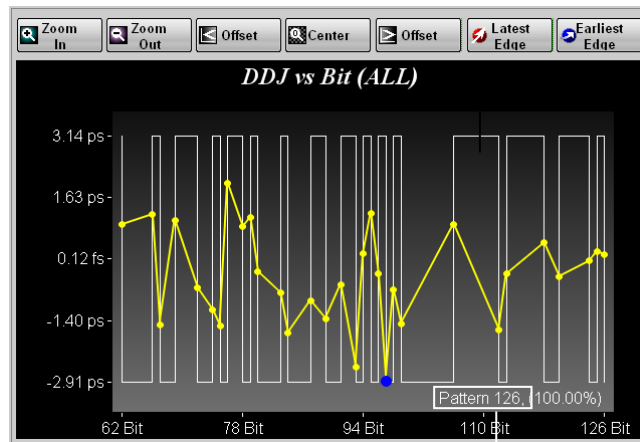 Zoom In
Zoom Out
Offset
Center
Offset
Latest Edge
Earliest Edge
DDJ vs Bit (ALL)
3.14 ps
1.63 ps
0.12 fs
-1.40 ps
-2.91 ps
Pattern 126, (100.00%)
62 Bit
78 Bit
94 Bit
110 Bit
126 Bit